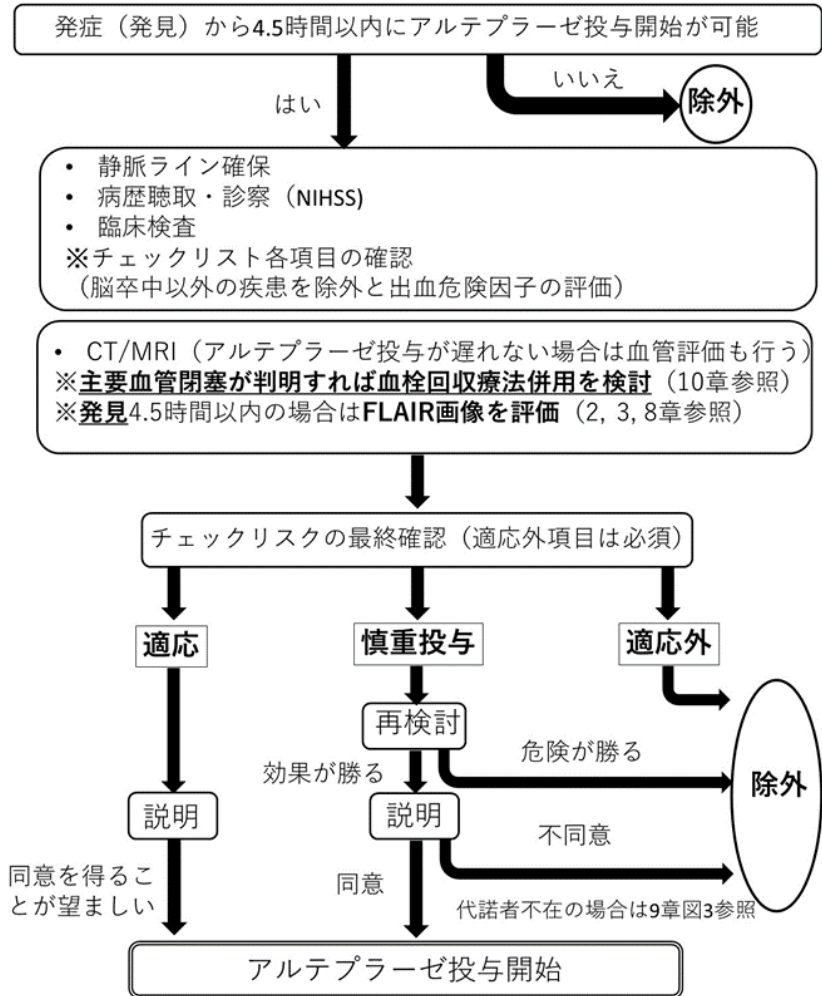 発症（発見）から4.5時間以内にアルテプラーゼ投与開始が可能
いいえ
はい
除外
• 静脈ライン確保
• 病歴聴取・診察（NIHSS)
• 臨床検査
※チェックリスト各項目の確認
（脳卒中以外の疾患を除外と出血危険因子の評価）
• CT/MRI（アルテプラーゼ投与が遅れない場合は血管評価も行う）
※主要血管閉塞が判明すれば血栓回収療法併用を検討（10章参照）
※発見4.5時間以内の場合はFLAIR画像を評価（2, 3, 8章参照）
チェックリスクの最終確認（適応外項目は必須）
適応
慎重投与
適応外
再検討
効果が勝る
危険が勝る
除外
説明
説明
不同意
同意を得るこ
とが望ましい
同意
代諾者不在の場合は9章図3参照
アルテプラーゼ投与開始